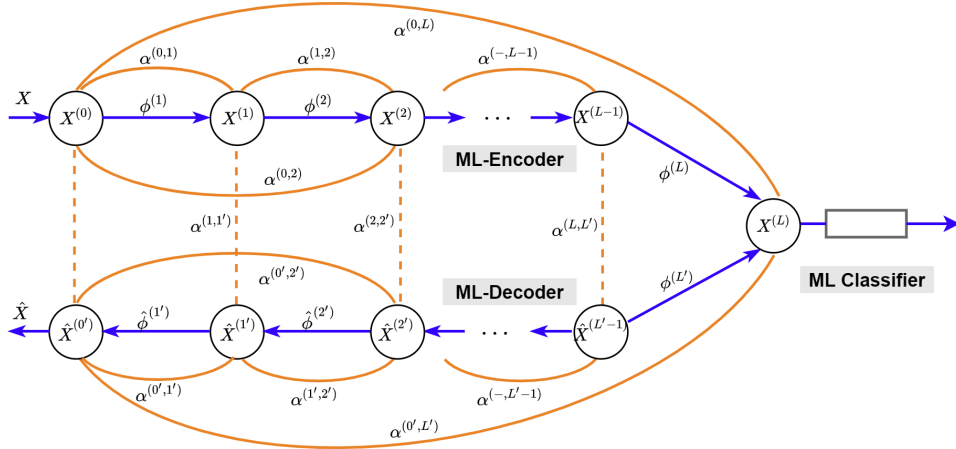 α^(0,L)
α^(0,1) α^(1,2) α^(-,L-1)
X φ^(1) φ^(2)
X^(0) X^(1) X^(2) ... X^(L-1)
ML-Encoder
α^(0,2) φ^(L)
α^(1,1') α^(2,2') α^(L,L') X^(L)
α^(0',2') φ^(L')
ML-Decoder ML Classifier
X̂ φ̂^(1') φ̂^(2')
X̂^(0') X̂^(1') X̂^(2') ... X̂^(L'-1)
α^(0',1') α^(1',2') α^(-,L'-1)
α^(0',L')